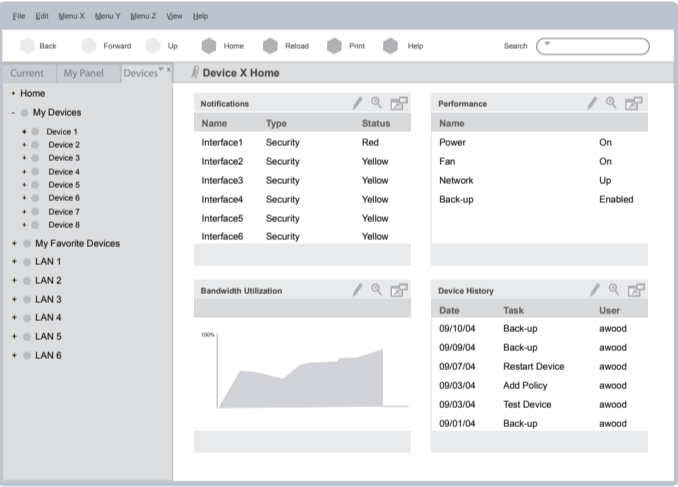 File Edit Menu X Menu Y Menu Z View Help
Back Forward Up Home Reload Print Help Search
Current My Panel Devices x
Device X Home
• Home
- My Devices
+ Device 1
+ Device 2
+ Device 3
+ Device 4
+ Device 5
+ Device 6
+ Device 7
+ Device 8
+ My Favorite Devices
+ LAN 1
+ LAN 2
+ LAN 3
+ LAN 4
+ LAN 5
+ LAN 6
Notifications
Name Type Status
Interface1 Security Red
Interface2 Security Yellow
Interface3 Security Yellow
Interface4 Security Yellow
Interface5 Security Yellow
Interface6 Security Yellow
Performance
Name
Power On
Fan On
Network Up
Back-up Enabled
Bandwidth Utilization
100%
Device History
Date Task User
09/10/04 Back-up awood
09/09/04 Back-up awood
09/07/04 Restart Device awood
09/03/04 Add Policy awood
09/03/04 Test Device awood
09/01/04 Back-up awood